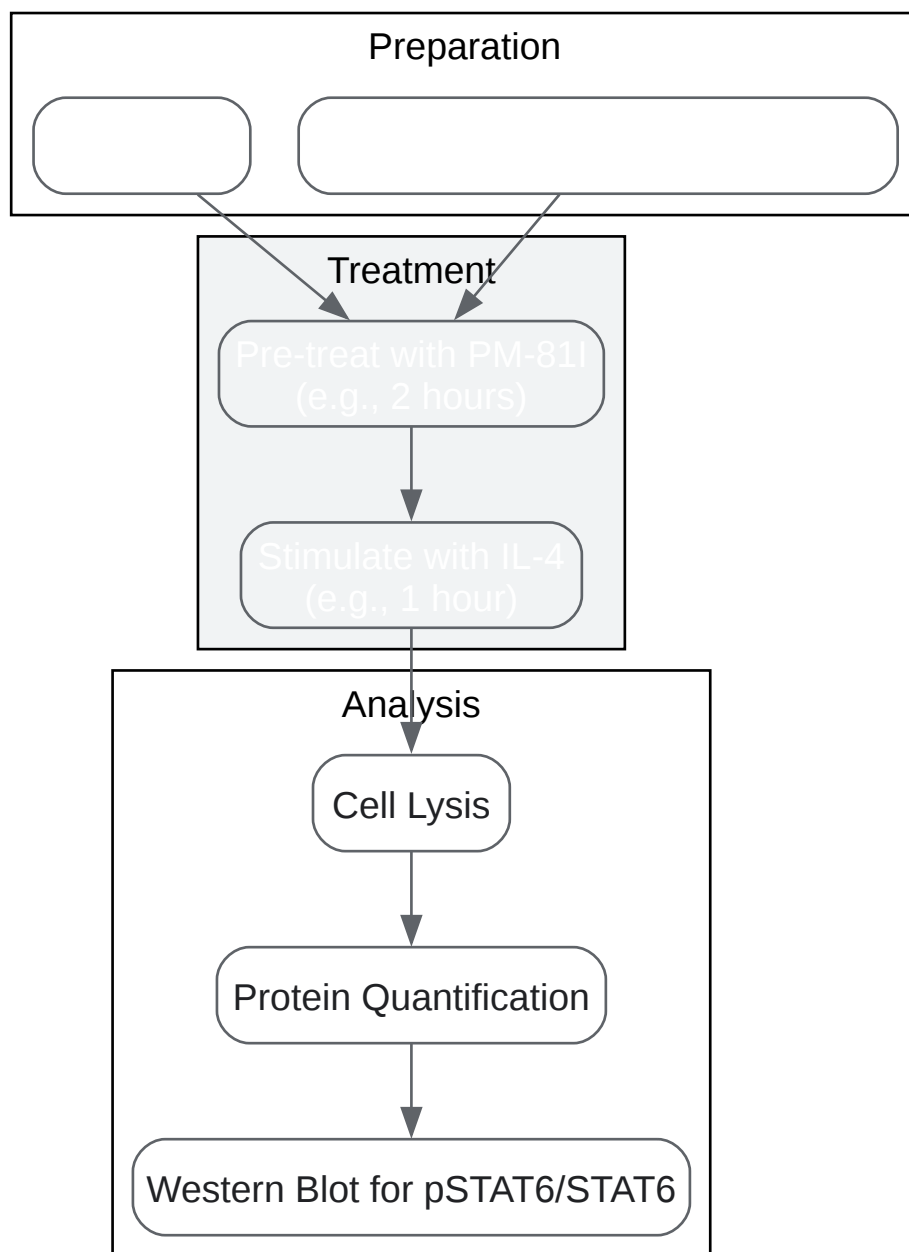 Preparation
Treatment
Pre-treat with PM-81I
(e.g., 2 hours)
Stimulate with IL-4
(e.g., 1 hour)
Analysis
Cell Lysis
Protein Quantification
Western Blot for pSTAT6/STAT6